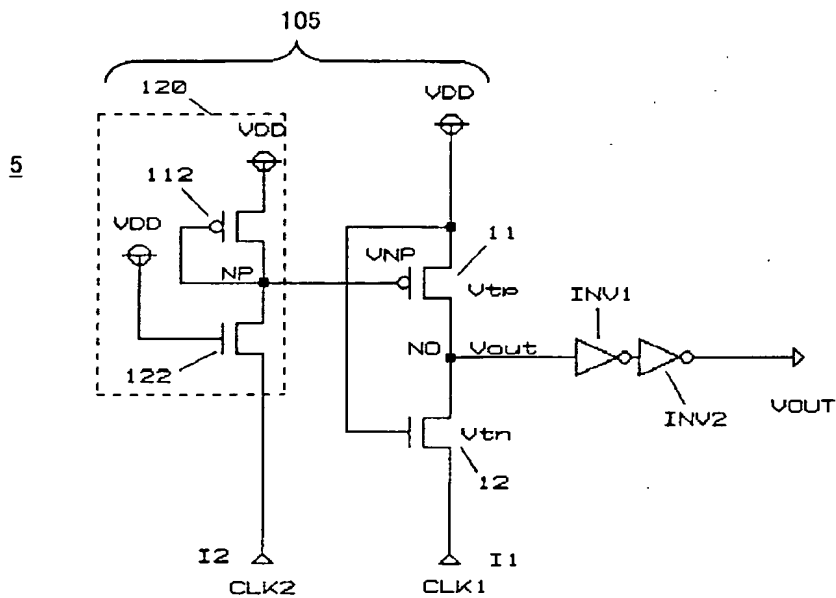 105
120
VDD
VDD
5
112
VDD
11
NP
VNP
Vtp
INV1
NO
Vout
122
VOUT
INV2
Vtn
12
I2
I1
CLK2
CLK1